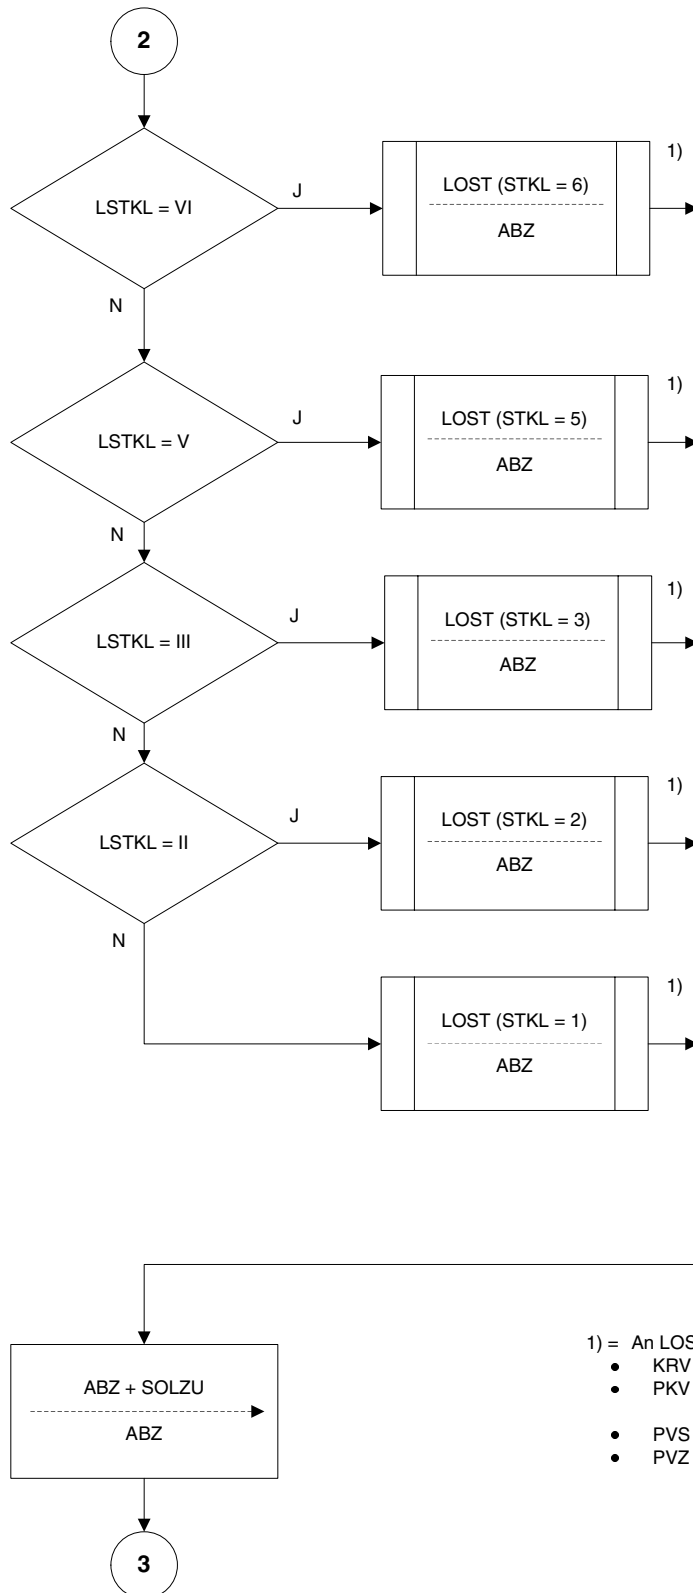 2
LSTKL = VI
J
LOST (STKL = 6)
ABZ
1)
N
LSTKL = V
J
LOST (STKL = 5)
ABZ
1)
N
LSTKL = III
J
LOST (STKL = 3)
ABZ
1)
N
LSTKL = II
J
LOST (STKL = 2)
ABZ
1)
N
LOST (STKL = 1)
ABZ
1)
ABZ + SOLZU
ABZ
1) = An LOS
• KRV
• PKV
• PVS
• PVZ
3